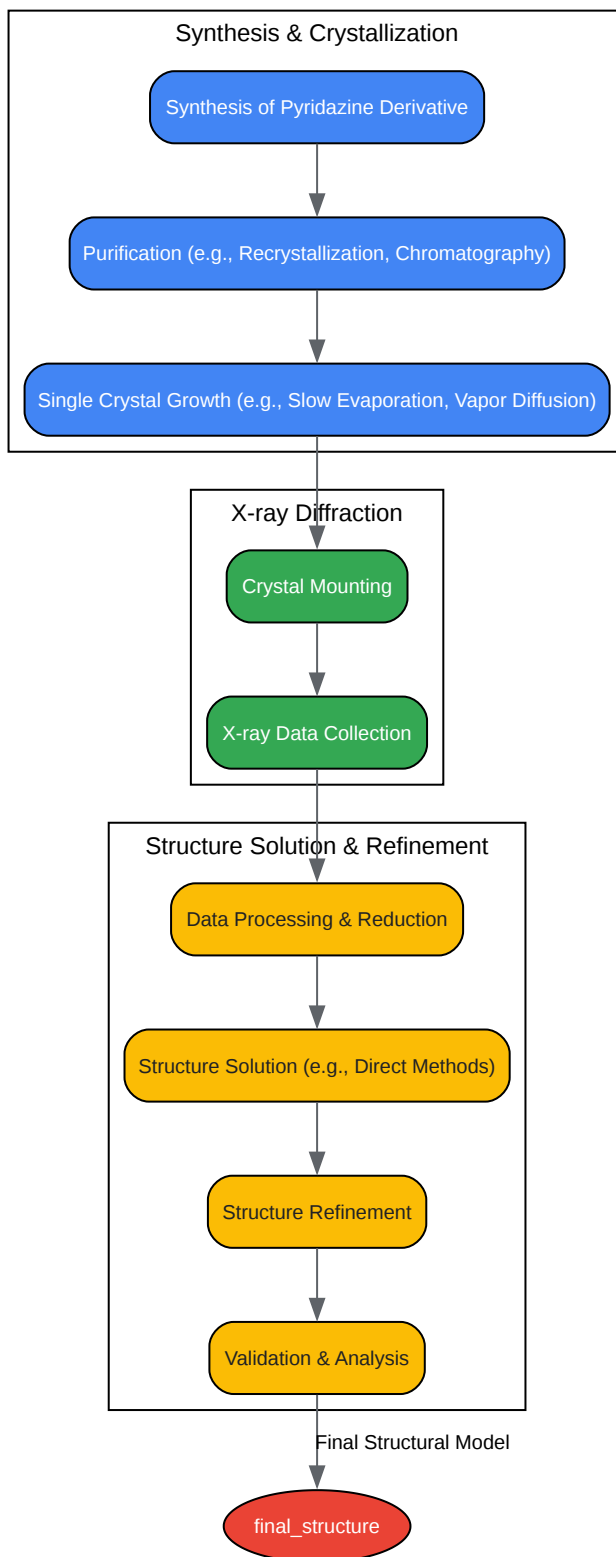 Synthesis & Crystallization
Synthesis of Pyridazine Derivative
Purification (e.g., Recrystallization, Chromatography)
Single Crystal Growth (e.g., Slow Evaporation, Vapor Diffusion)
X-ray Diffraction
Crystal Mounting
X-ray Data Collection
Structure Solution & Refinement
Data Processing & Reduction
Structure Solution (e.g., Direct Methods)
Structure Refinement
Validation & Analysis
Final Structural Model
final_structure